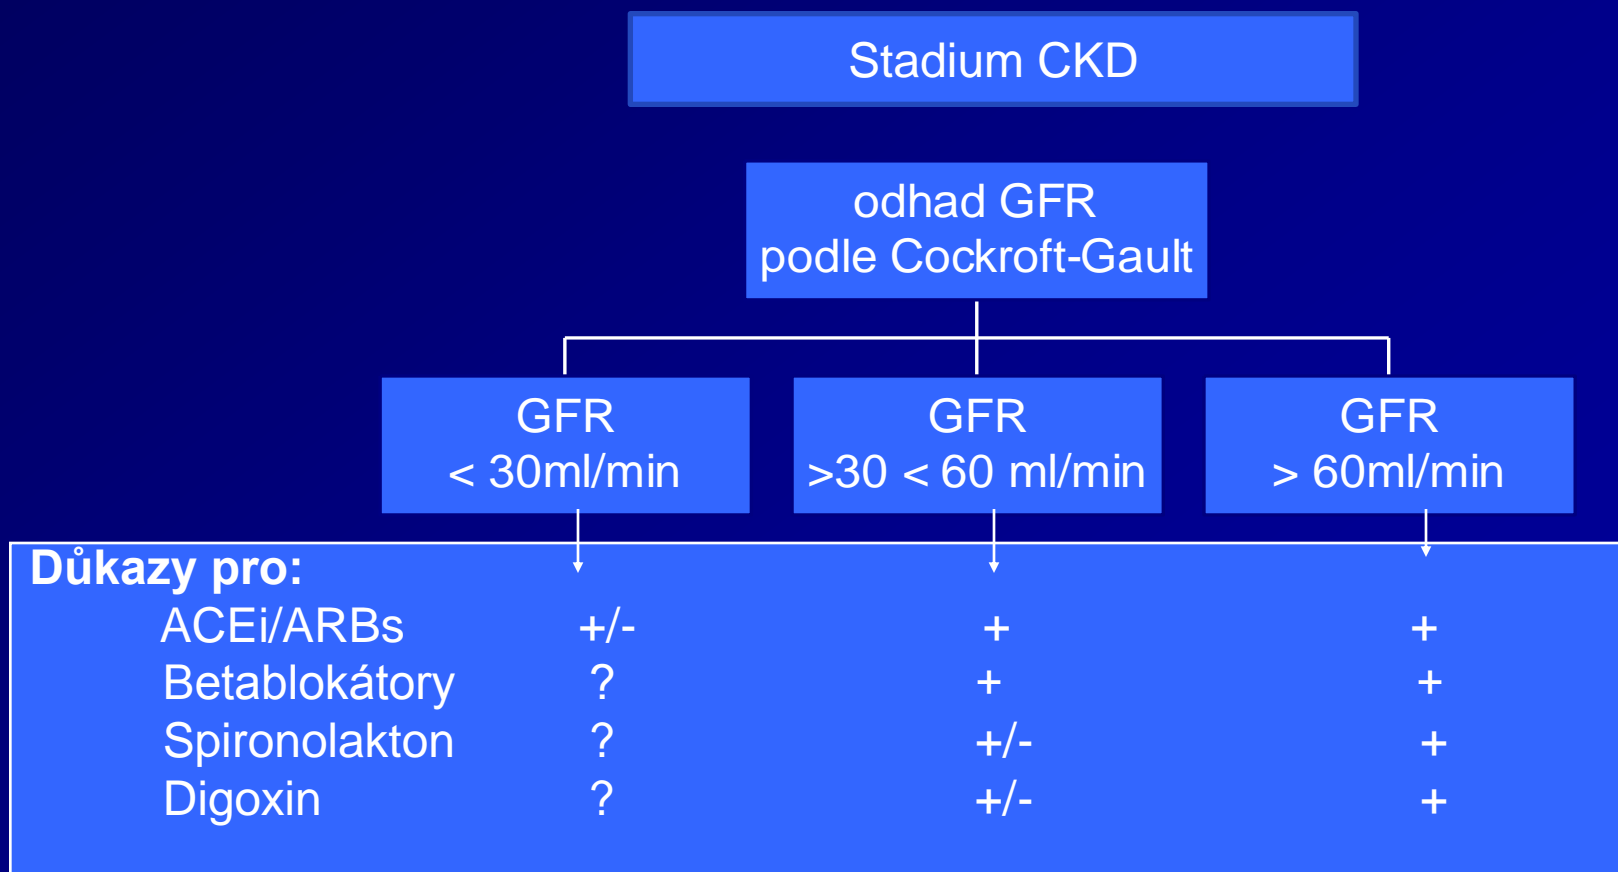 Stadium CKD
odhad GFR
podle Cockroft-Gault
GFR
< 30ml/min
GFR
>30 < 60 ml/min
GFR
> 60ml/min
Důkazy pro:
ACEi/ARBs +/- + +
Betablokátory ? + +
Spironolakton ? +/- +
Digoxin ? +/- +